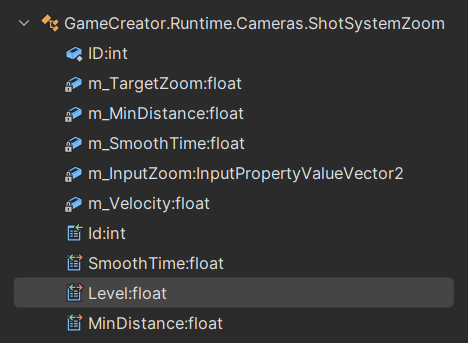 GameCreator.Runtime.Cameras.ShotSystemZoom
ID:int
m_TargetZoom:float
m_MinDistance:float
m_SmoothTime:float
m_InputZoom:InputPropertyValueVector2
m_Velocity:float
Id:int
SmoothTime:float
Level:float
MinDistance:float